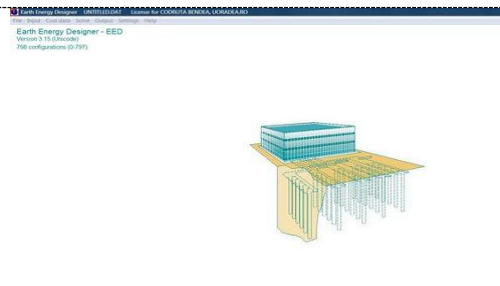 Earth Energy Designer UNTITLED.DAT License for CODRUTA BENDEA, UORADEA.RO
File Input Cost data Solve Output Settings Help
Earth Energy Designer - EED
Version 3.15 (Unicode)
798 configurations (0-797)